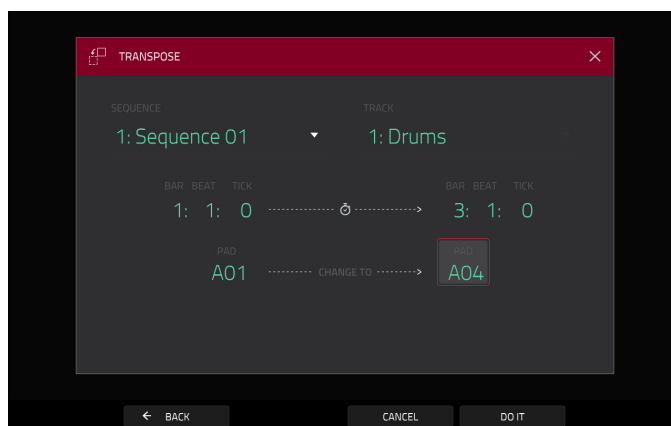 TRANSPOSE
SEQUENCE TRACK
1: Sequence 01 1: Drums
BAR BEAT TICK BAR BEAT TICK
1: 1: 0 3: 1: 0
PAD PAD
A01 CHANGE TO A04
BACK CANCEL DO IT